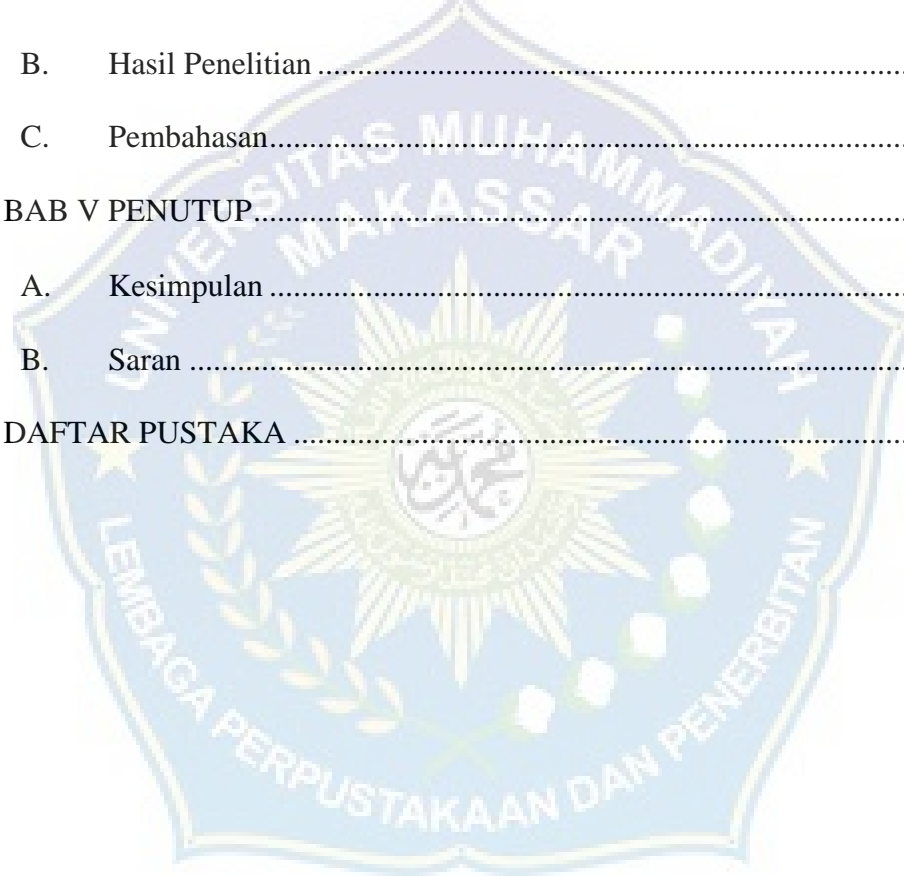 B. Hasil Penelitian ........................................................................
C. Pembahasan..............................................................................
BAB V PENUTUP................................................................................
A. Kesimpulan ..............................................................................
B. Saran ........................................................................................
DAFTAR PUSTAKA ..........................................................................
UNIVERSITAS MUHAMMADIYAH
MAKASSAR
LEMBAGA PERPUSTAKAAN DAN PENERBITAN